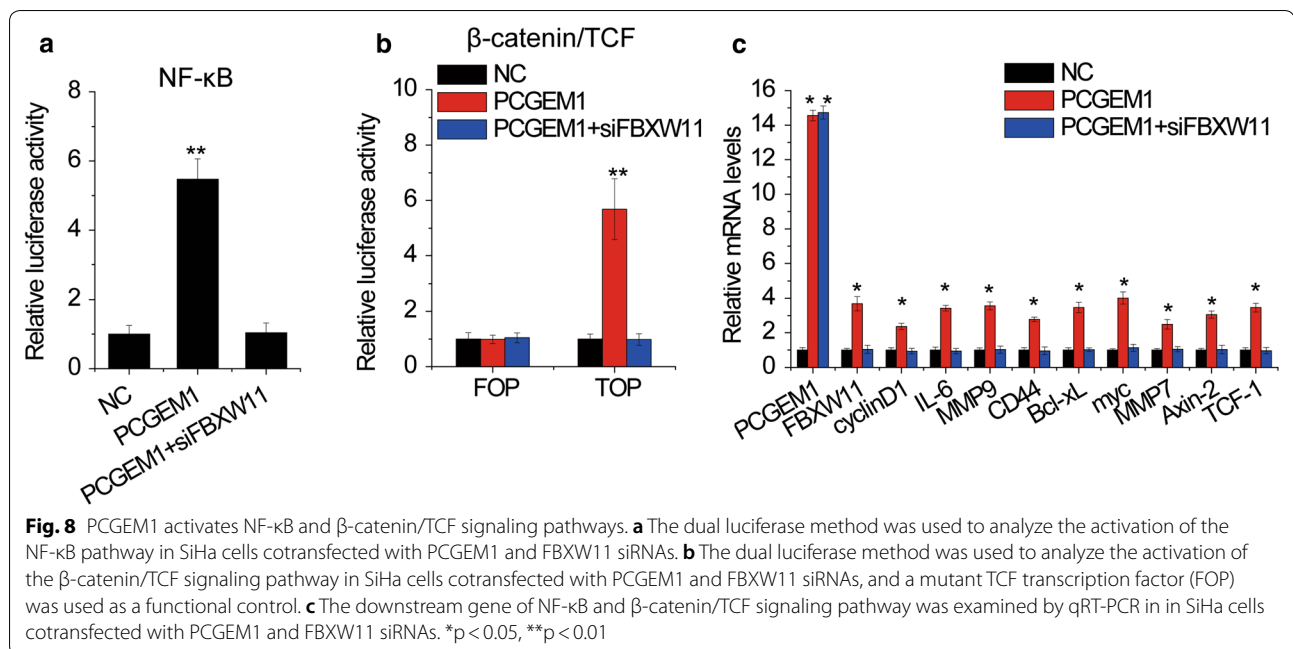 a
NF-κB
Relative luciferase activity
8
6
4
2
0
**
NC
PCGEM1
PCGEM1+siFBXW11
b
β-catenin/TCF
NC
PCGEM1
PCGEM1+siFBXW11
Relative luciferase activity
10
8
6
4
2
0
**
FOP
TOP
c
NC
PCGEM1
PCGEM1+siFBXW11
Relative mRNA levels
16
14
12
10
8
6
4
2
0
* *
* * * * * * * * * *
PCGEM1
FBXW11
cyclinD1
IL-6
MMP9
CD44
Bcl-xL
myc
MMP7
Axin-2
TCF-1
Fig. 8 PCGEM1 activates NF-κB and β-catenin/TCF signaling pathways. a The dual luciferase method was used to analyze the activation of the
NF-κB pathway in SiHa cells cotransfected with PCGEM1 and FBXW11 siRNAs. b The dual luciferase method was used to analyze the activation of
the β-catenin/TCF signaling pathway in SiHa cells cotransfected with PCGEM1 and FBXW11 siRNAs, and a mutant TCF transcription factor (FOP)
was used as a functional control. c The downstream gene of NF-κB and β-catenin/TCF signaling pathway was examined by qRT-PCR in in SiHa cells
cotransfected with PCGEM1 and FBXW11 siRNAs. *p < 0.05, **p < 0.01